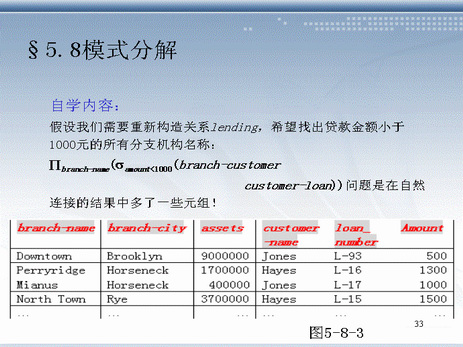 §5.8模式分解
自学内容：
假设我们需要重新构造关系lending，希望找出贷款金额小于
1000元的所有分支机构名称：
∏branch-name(σamount<1000(branch-customer
customer-loan))问题是在自然
连接的结果中多了一些元组！
branch-name branch-city assets customer-name loan_number Amount
Downtown Brooklyn 9000000 Jones L-93 500
Perryridge Horseneck 1700000 Hayes L-16 1300
Mianus Horseneck 400000 Jones L-17 1000
North Town Rye 3700000 Hayes L-15 1500
… … … … … …
33
图5-8-3